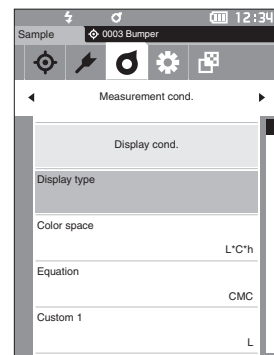 12:34
Sample
0003 Bumper
Measurement cond.
Display cond.
Display type
Color space
L*C*h
Equation
CMC
Custom 1
L